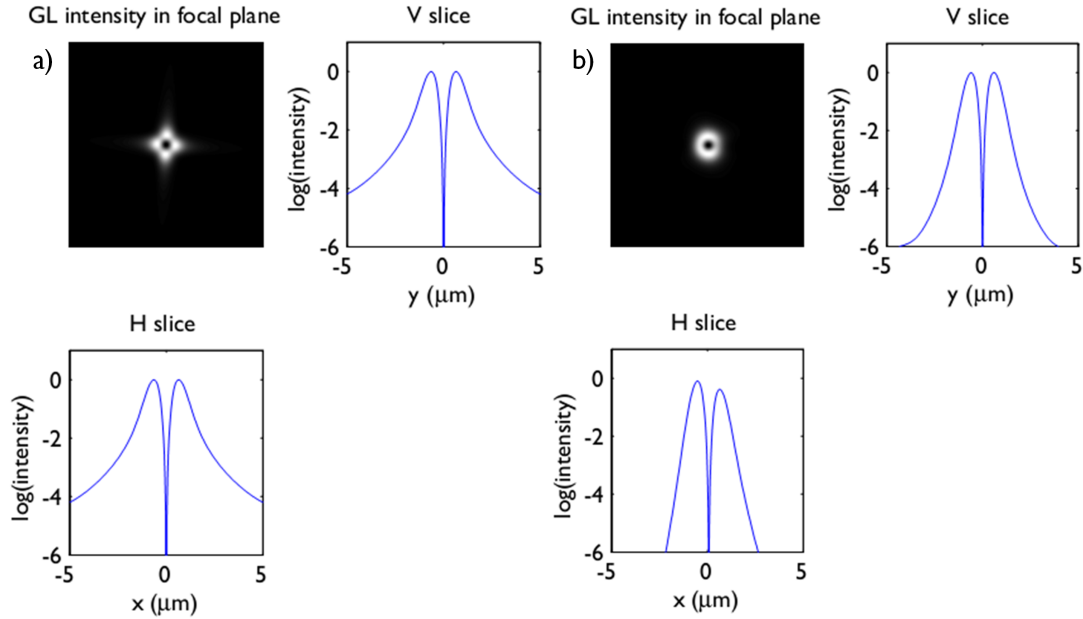 GL intensity in focal plane
a)
V slice
log(intensity)
0
-2
-4
-6
-5
0
5
y (μm)
H slice
log(intensity)
0
-2
-4
-6
-5
0
5
x (μm)
GL intensity in focal plane
b)
V slice
log(intensity)
0
-2
-4
-6
-5
0
5
y (μm)
H slice
log(intensity)
0
-2
-4
-6
-5
0
5
x (μm)